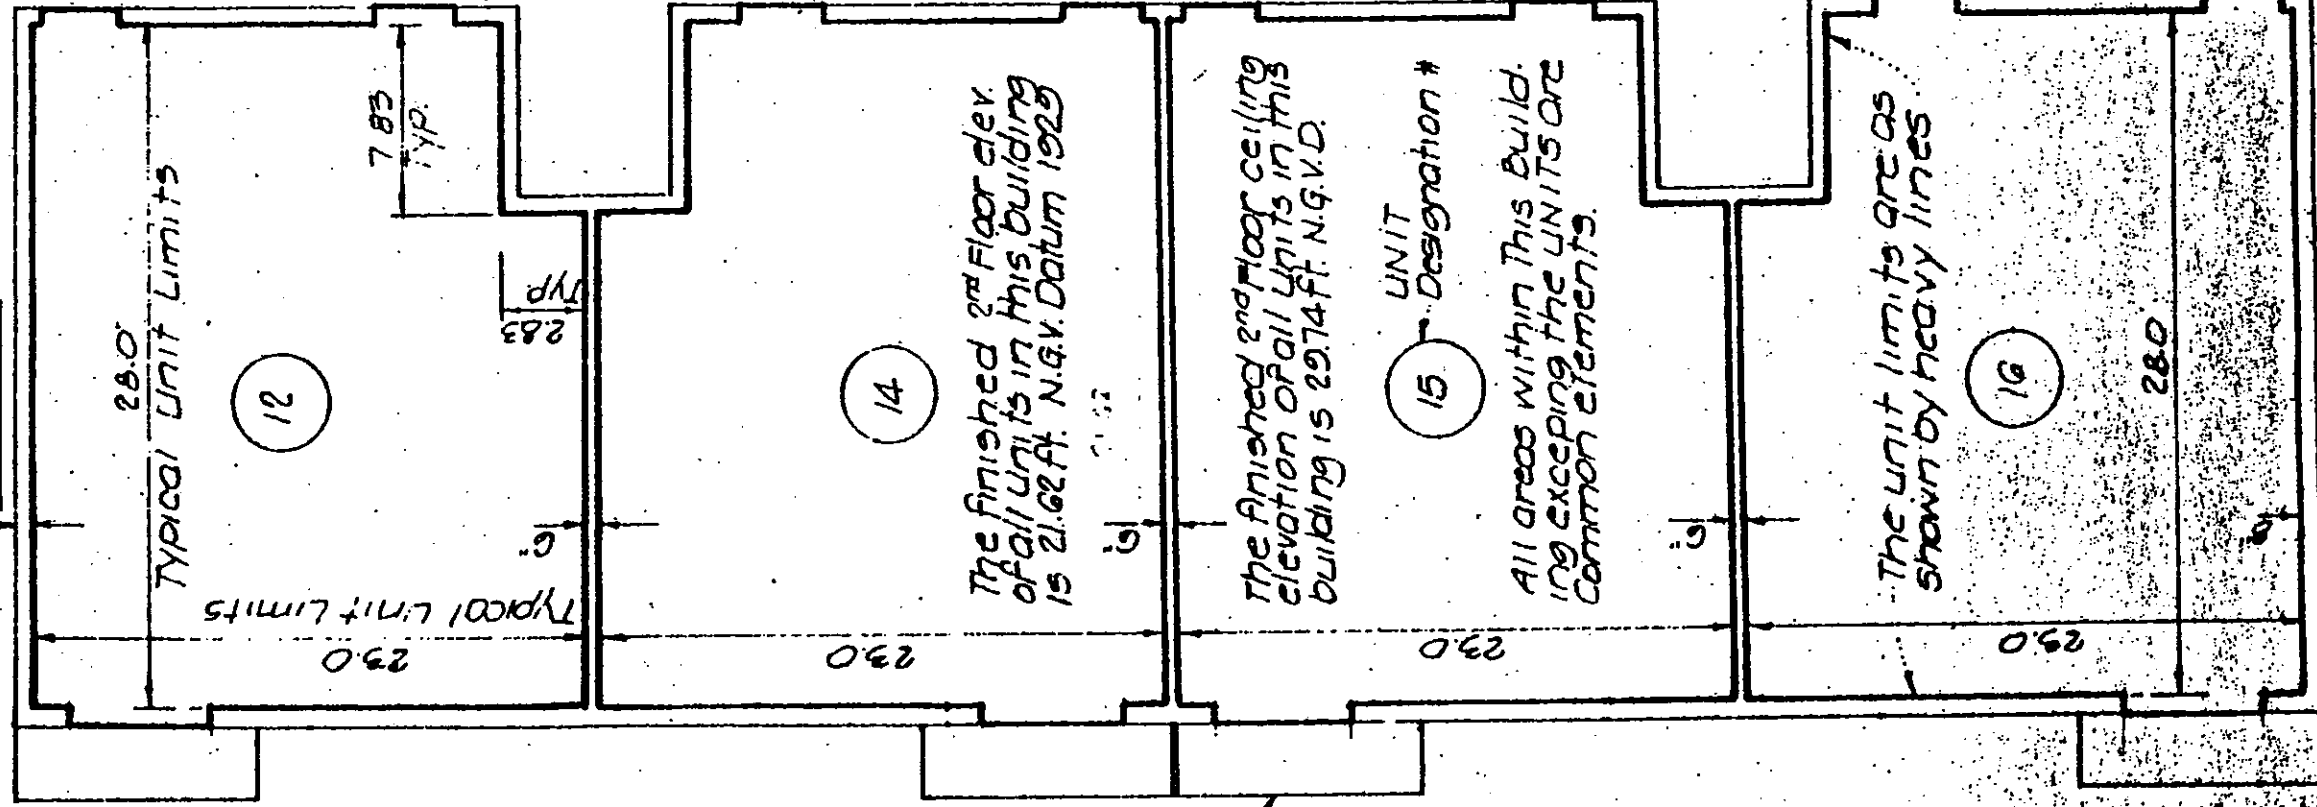 28.0
Typical Unit Limits
12
7.83
Typ.
2.83
Typ
6"
Typical Unit Limits
23.0
14
The finished 2nd Floor elev.
of all units in this building
is 21.62 Ft. N.G.V. Datum 1929
6"
23.0
The finished 2nd Floor ceiling
elevation of all units in this
building is 29.74 Ft. N.G.V.D.
UNIT
Designation #
15
All areas within This Build-
ing exceping the UNITS are
Common elements.
6"
23.0
The unit limits are as
shown by heavy lines
16
28.0
23.0